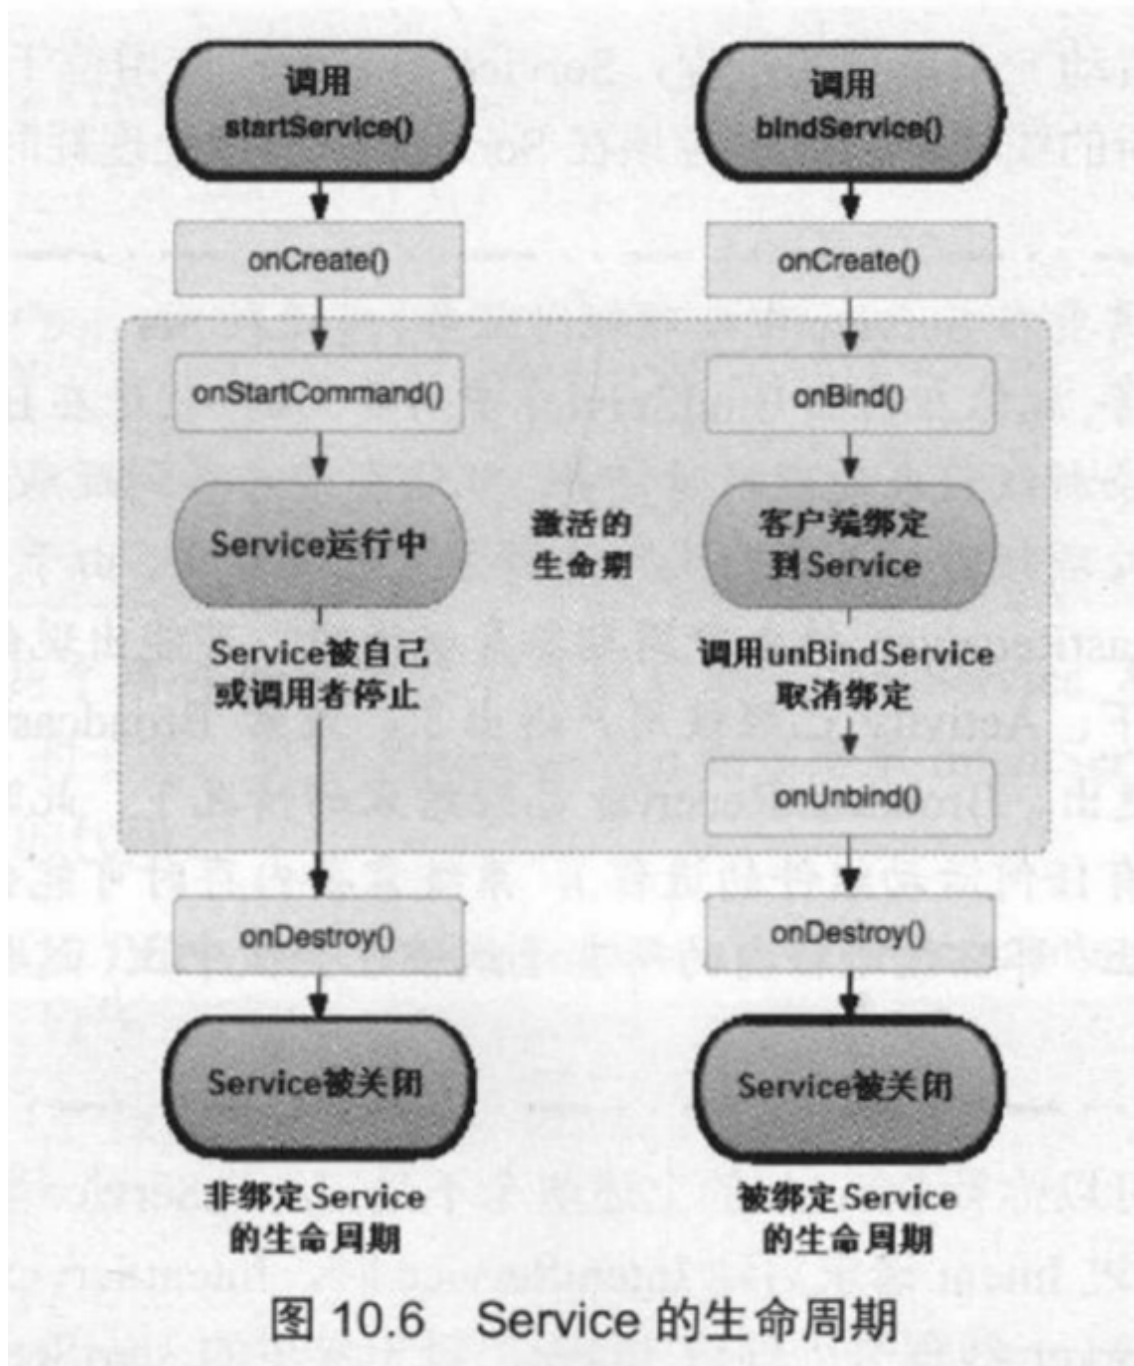 调用
startService()
onCreate()
onStartCommand()
Service运行中
Service被自己
或调用者停止
onDestroy()
Service被关闭
非绑定Service
的生命周期
激活的
生命期
调用
bindService()
onCreate()
onBind()
客户端绑定
到Service
调用unBindService
取消绑定
onUnbind()
onDestroy()
Service被关闭
被绑定Service
的生命周期
图 10.6 Service 的生命周期